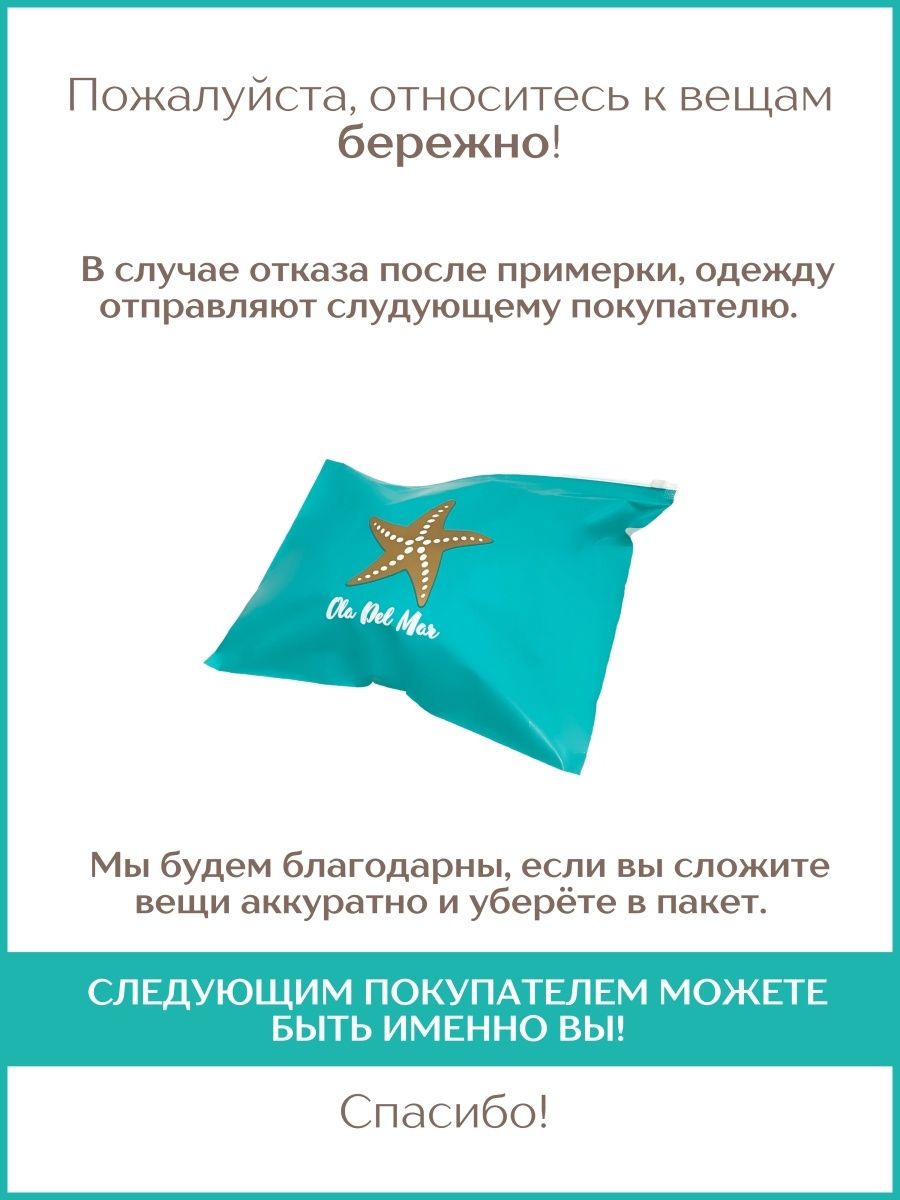 Пожалуйста, относитесь к вещам
бережно!
В случае отказа после примерки, одежду
отправляют слудующему покупателю.
Ola Del Mar
Мы будем благодарны, если вы сложите
вещи аккуратно и уберёте в пакет.
СЛЕДУЮЩИМ ПОКУПАТЕЛЕМ МОЖЕТЕ
БЫТЬ ИМЕННО ВЫ!
Спасибо!